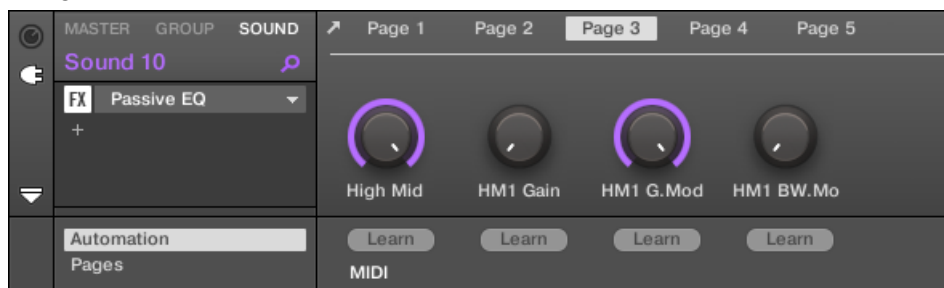 MASTER GROUP SOUND
Sound 10
FX Passive EQ
+
Page 1 Page 2 Page 3 Page 4 Page 5
High Mid HM1 Gain HM1 G.Mod HM1 BW.Mo
Automation
Pages
Learn Learn Learn Learn
MIDI